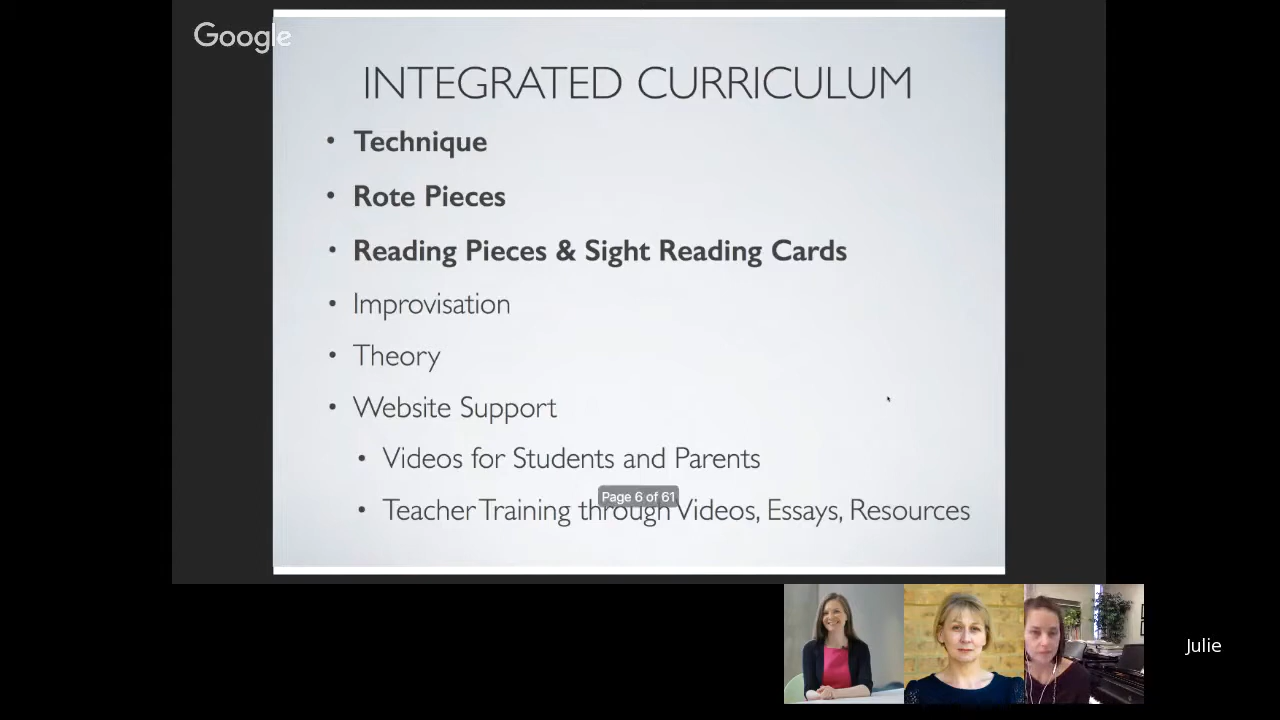 Google
INTEGRATED CURRICULUM
• Technique
• Rote Pieces
• Reading Pieces & Sight Reading Cards
• Improvisation
• Theory
• Website Support
• Videos for Students and Parents
Page 6 of 61
• Teacher Training through Videos, Essays, Resources
Julie